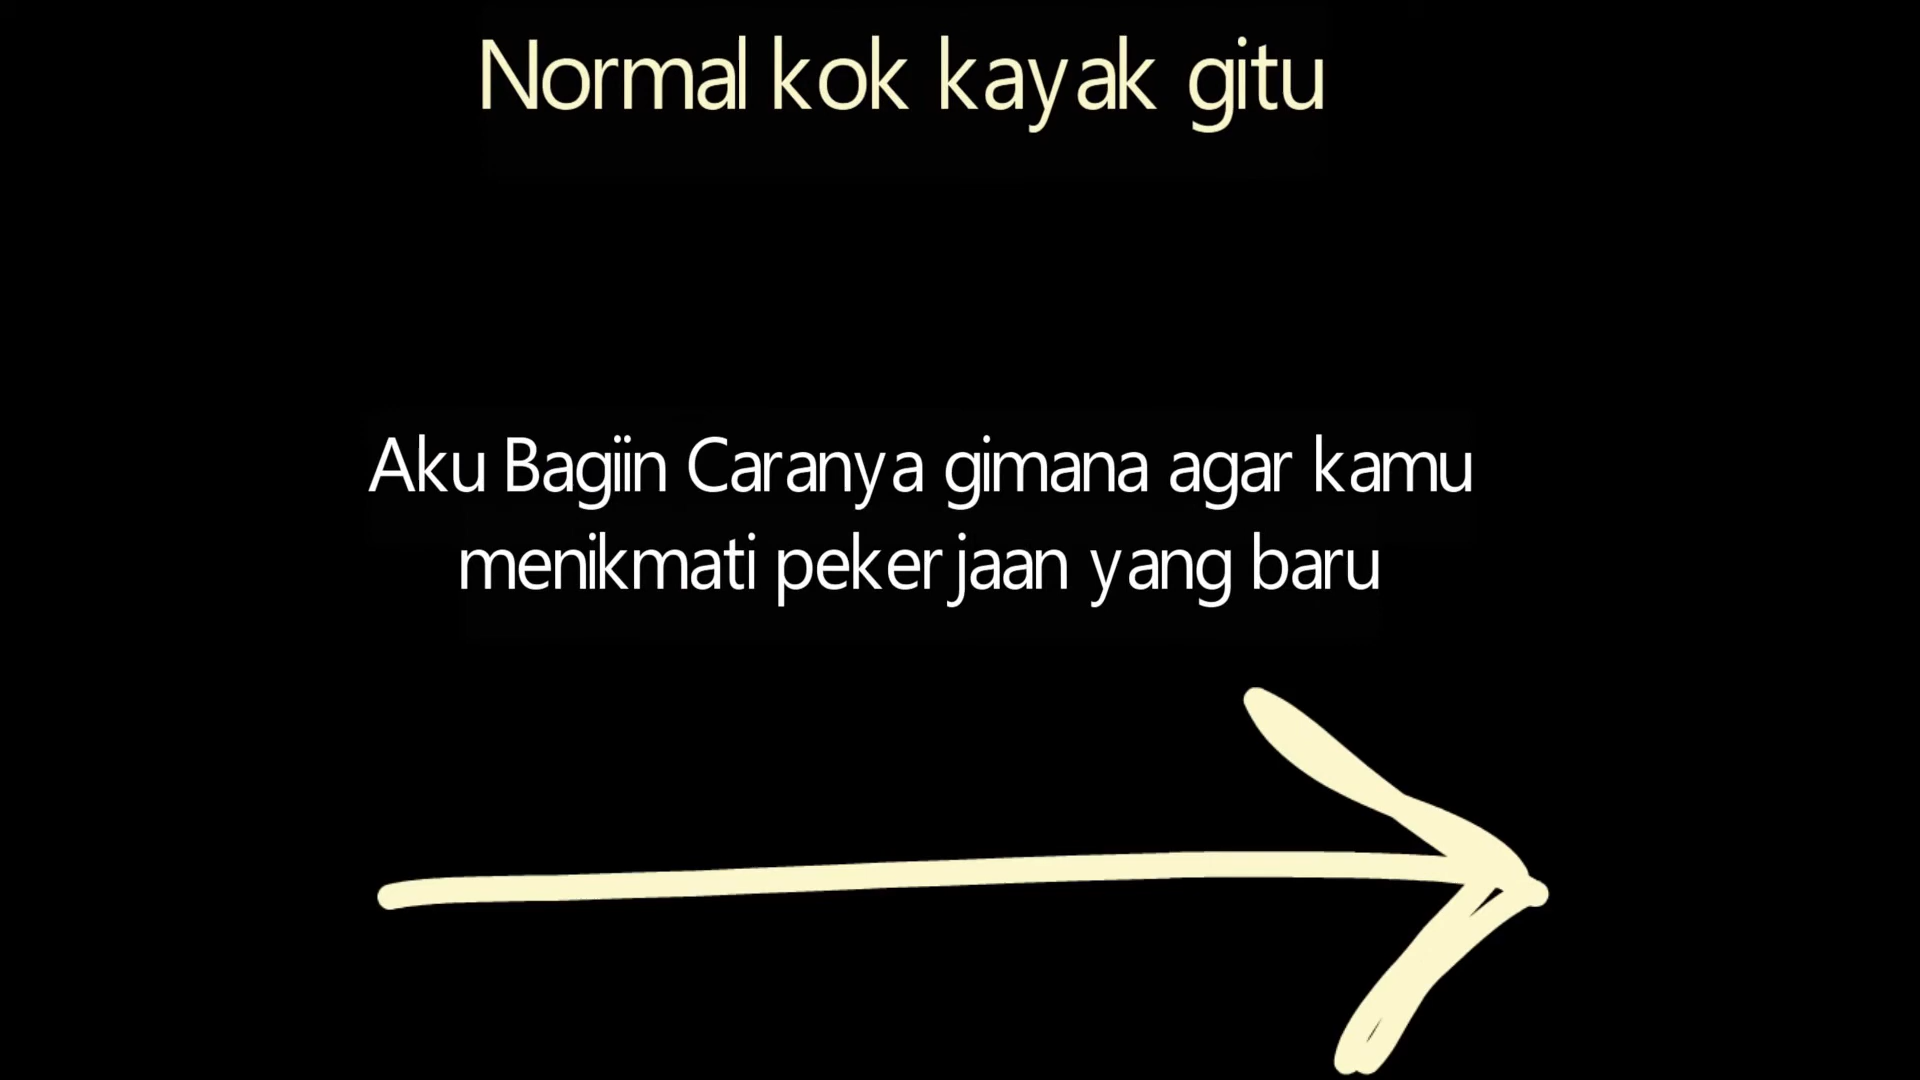 Normal kok kayak gitu
Aku Bagiin Caranya gimana agar kamu
menikmati pekerjaan yang baru